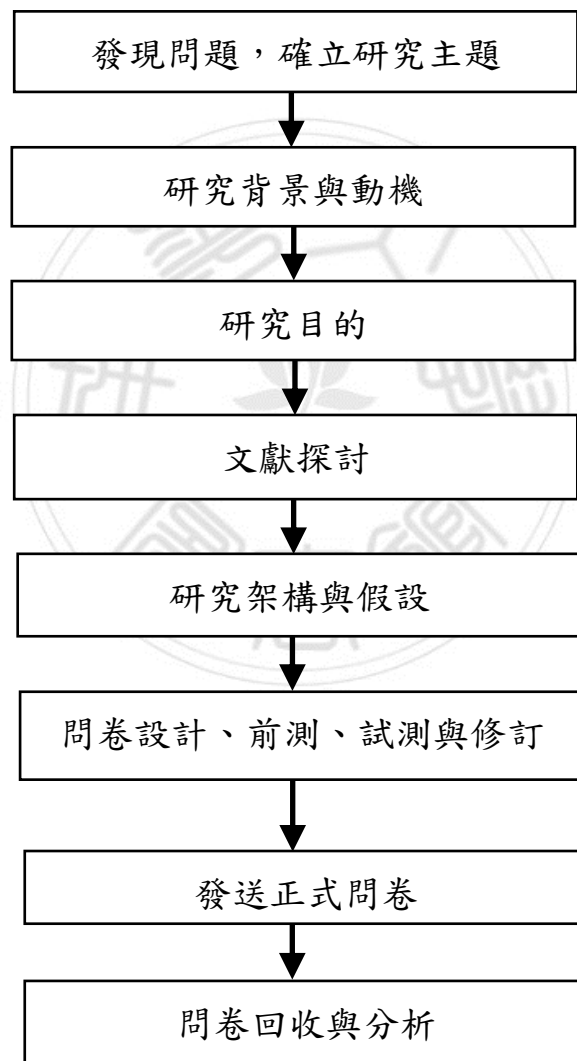 發現問題，確立研究主題
研究背景與動機
研究目的
文獻探討
研究架構與假設
問卷設計、前測、試測與修訂
發送正式問卷
問卷回收與分析